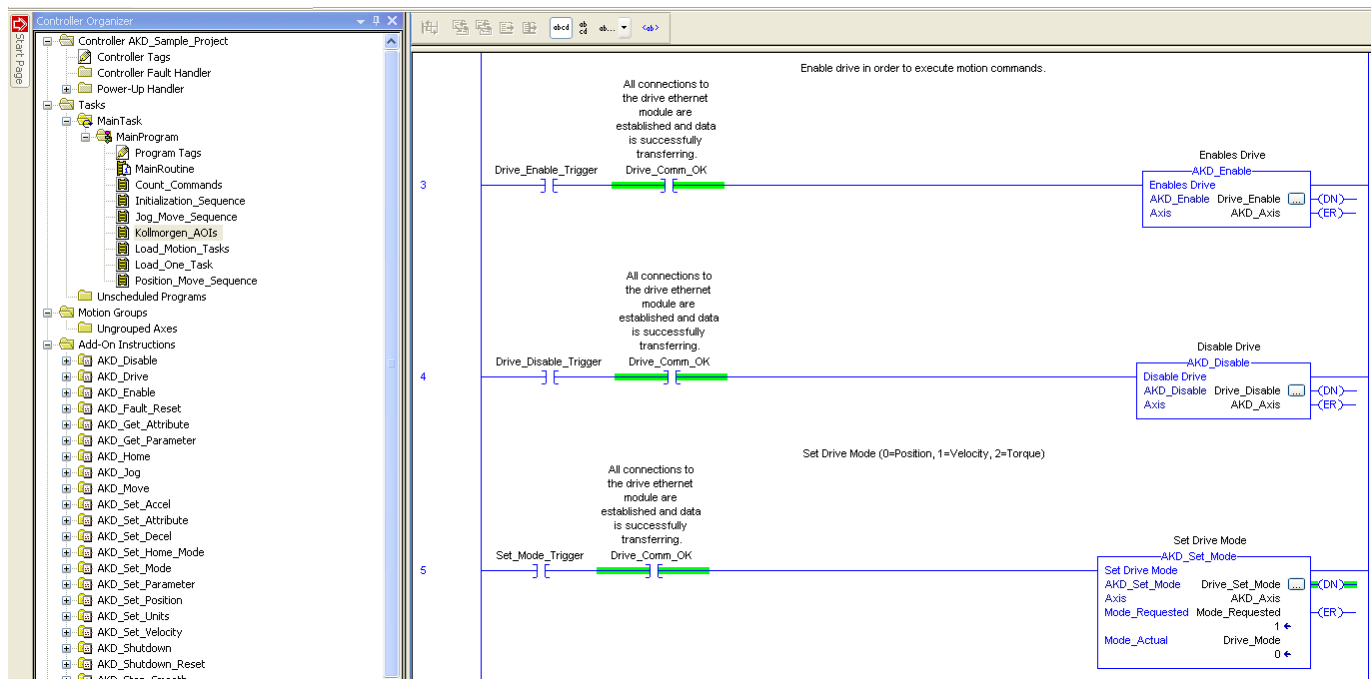 Start Page
Controller Organizer
Controller AKD_Sample_Project
Controller Tags
Controller Fault Handler
Power-Up Handler
Tasks
MainTask
MainProgram
Program Tags
MainRoutine
Count_Commands
Initialization_Sequence
Jog_Move_Sequence
Kollmorgen_AOIs
Load_Motion_Tasks
Load_One_Task
Position_Move_Sequence
Unscheduled Programs
Motion Groups
Ungrouped Axes
Add-On Instructions
AKD_Disable
AKD_Drive
AKD_Enable
AKD_Fault_Reset
AKD_Get_Attribute
AKD_Get_Parameter
AKD_Home
AKD_Jog
AKD_Move
AKD_Set_Accel
AKD_Set_Attribute
AKD_Set_Decel
AKD_Set_Home_Mode
AKD_Set_Mode
AKD_Set_Parameter
AKD_Set_Position
AKD_Set_Units
AKD_Set_Velocity
AKD_Shutdown
AKD_Shutdown_Reset
AKD_Stop_Smooth
abcd ab cd ab... <ab>
Enable drive in order to execute motion commands.
All connections to
the drive ethernet
module are
established and data
is successfully
transferring.
Drive_Enable_Trigger Drive_Comm_OK
3
Enables Drive
AKD_Enable
Enables Drive
AKD_Enable Drive_Enable ... (DN)
Axis AKD_Axis (ER)
All connections to
the drive ethernet
module are
established and data
is successfully
transferring.
Drive_Disable_Trigger Drive_Comm_OK
4
Disable Drive
AKD_Disable
Disable Drive
AKD_Disable Drive_Disable ... (DN)
Axis AKD_Axis (ER)
Set Drive Mode (0=Position, 1=Velocity, 2=Torque)
All connections to
the drive ethernet
module are
established and data
is successfully
transferring.
Set_Mode_Trigger Drive_Comm_OK
5
Set Drive Mode
AKD_Set_Mode
Set Drive Mode
AKD_Set_Mode Drive_Set_Mode ... (DN)
Axis AKD_Axis
Mode_Requested Mode_Requested (ER)
1
Mode_Actual Drive_Mode
0